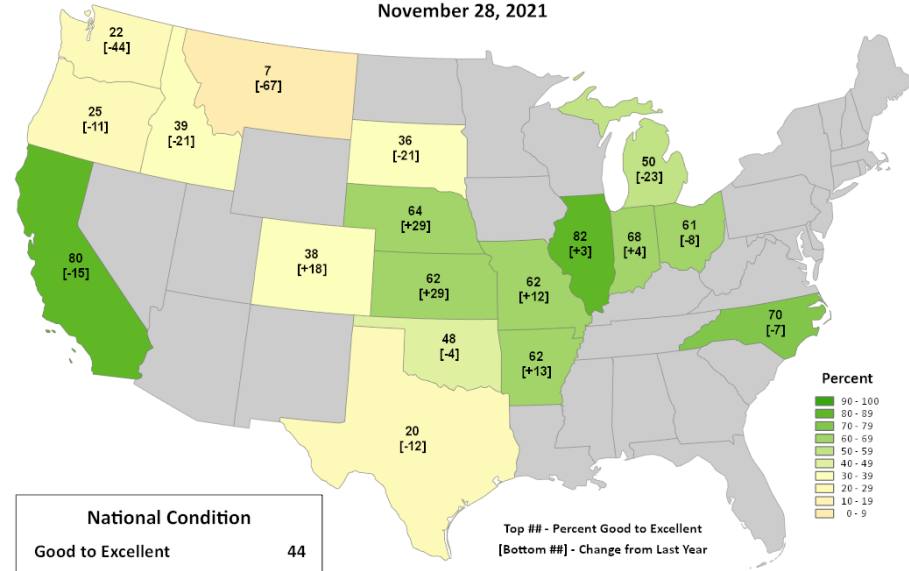 November 28, 2021
22
[-44]
7
[-67]
25
[-11]
39
[-21]
36
[-21]
50
[-23]
64
[+29]
82
[+3]
68
[+4]
61
[-8]
80
[-15]
38
[+18]
62
[+29]
62
[+12]
70
[-7]
48
[-4]
62
[+13]
20
[-12]
Percent
90 - 100
80 - 89
70 - 79
60 - 69
50 - 59
40 - 49
30 - 39
20 - 29
10 - 19
0 - 9
National Condition
Good to Excellent 44
Top ## - Percent Good to Excellent
[Bottom ##] - Change from Last Year